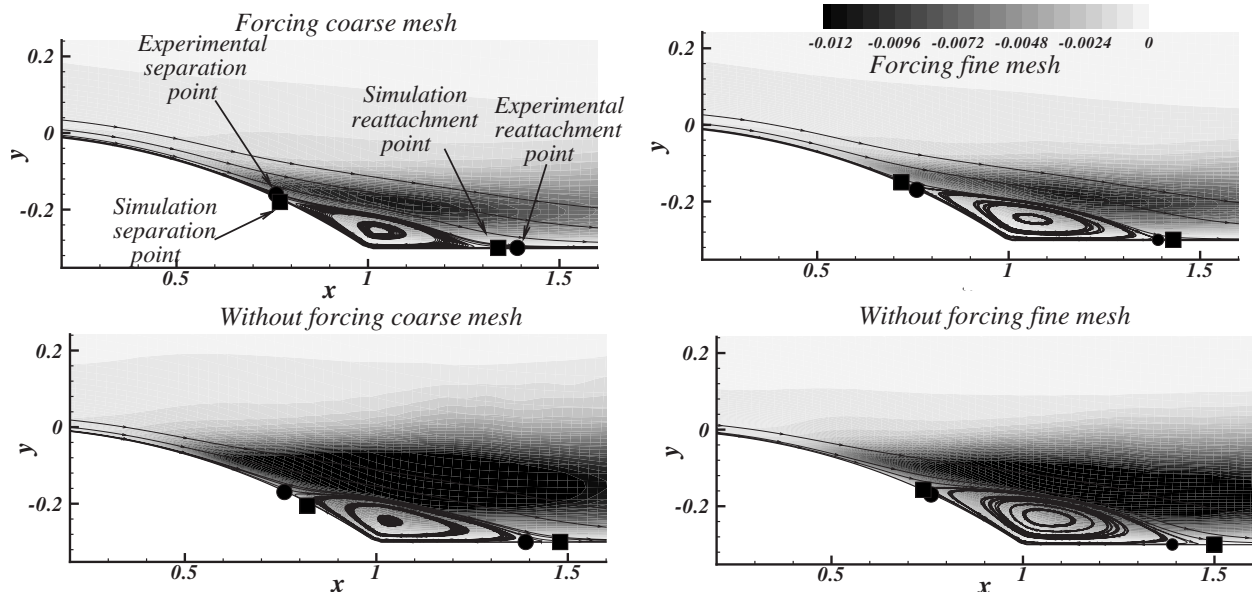 Forcing coarse mesh
Experimental
separation
point
Simulation
reattachment
point
Experimental
reattachment
point
Simulation
separation
point
0.2
0
-0.2
y
0.5
1
1.5
x
-0.012
-0.0096
-0.0072
-0.0048
-0.0024
0
Forcing fine mesh
0.2
0
-0.2
y
0.5
1
1.5
Without forcing coarse mesh
0.2
0
-0.2
y
0.5
1
1.5
x
Without forcing fine mesh
0.2
0
-0.2
y
0.5
1
1.5
x